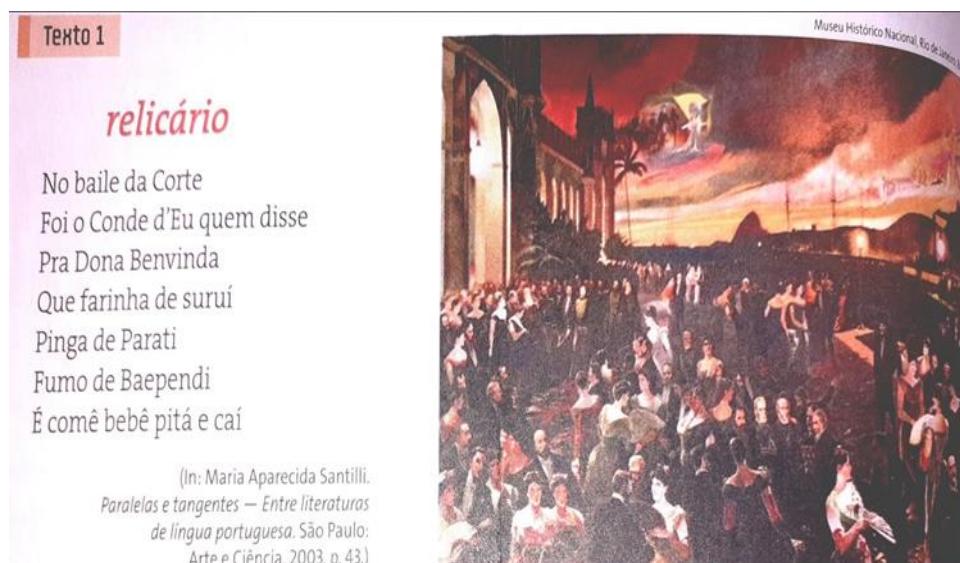 Texto 1
Museu Histórico Nacional, Rio de Janeiro
relicário
No baile da Corte
Foi o Conde d'Eu quem disse
Pra Dona Benvinda
Que farinha de suruí
Pinga de Parati
Fumo de Baependi
É comê bebê pitá e caí
(In: Maria Aparecida Santilli.
Paralelas e tangentes — Entre literaturas
de língua portuguesa. São Paulo:
Arte e Ciência, 2003. p. 43.)